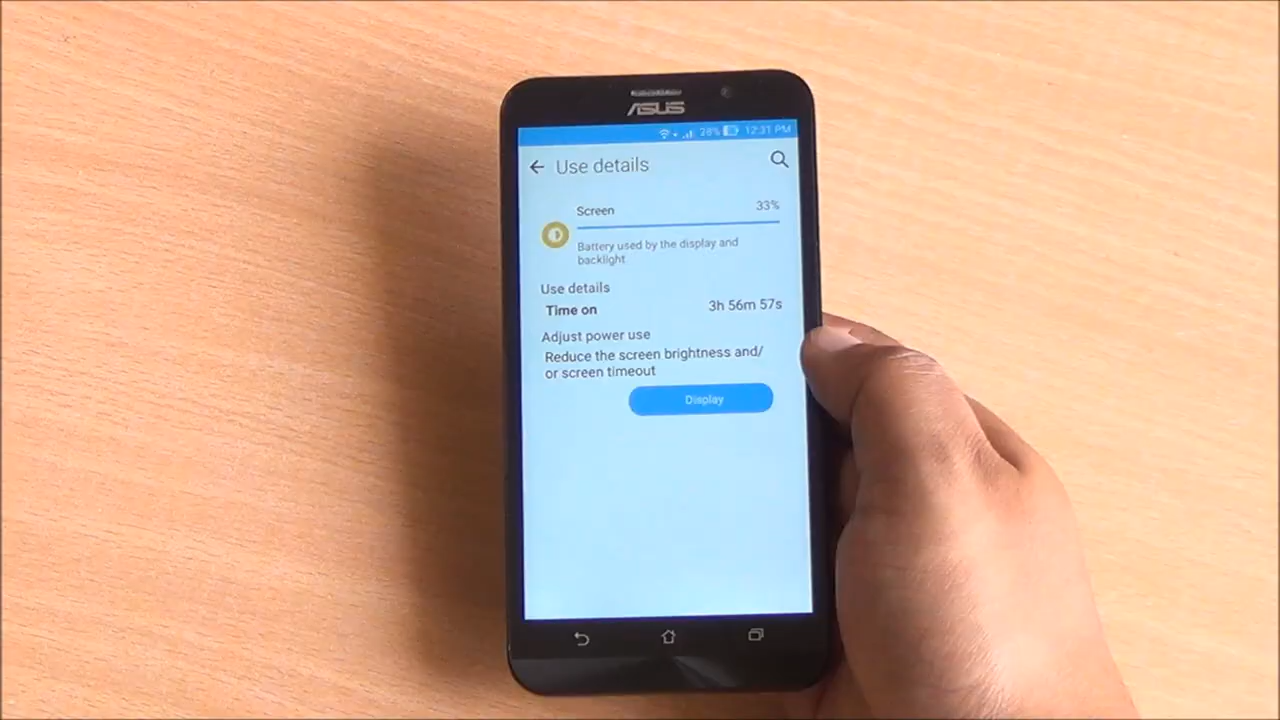 ASUS
28% 12:31 PM
Use details
Screen 33%
Battery used by the display and
backlight
Use details
Time on 3h 56m 57s
Adjust power use
Reduce the screen brightness and/
or screen timeout
Display